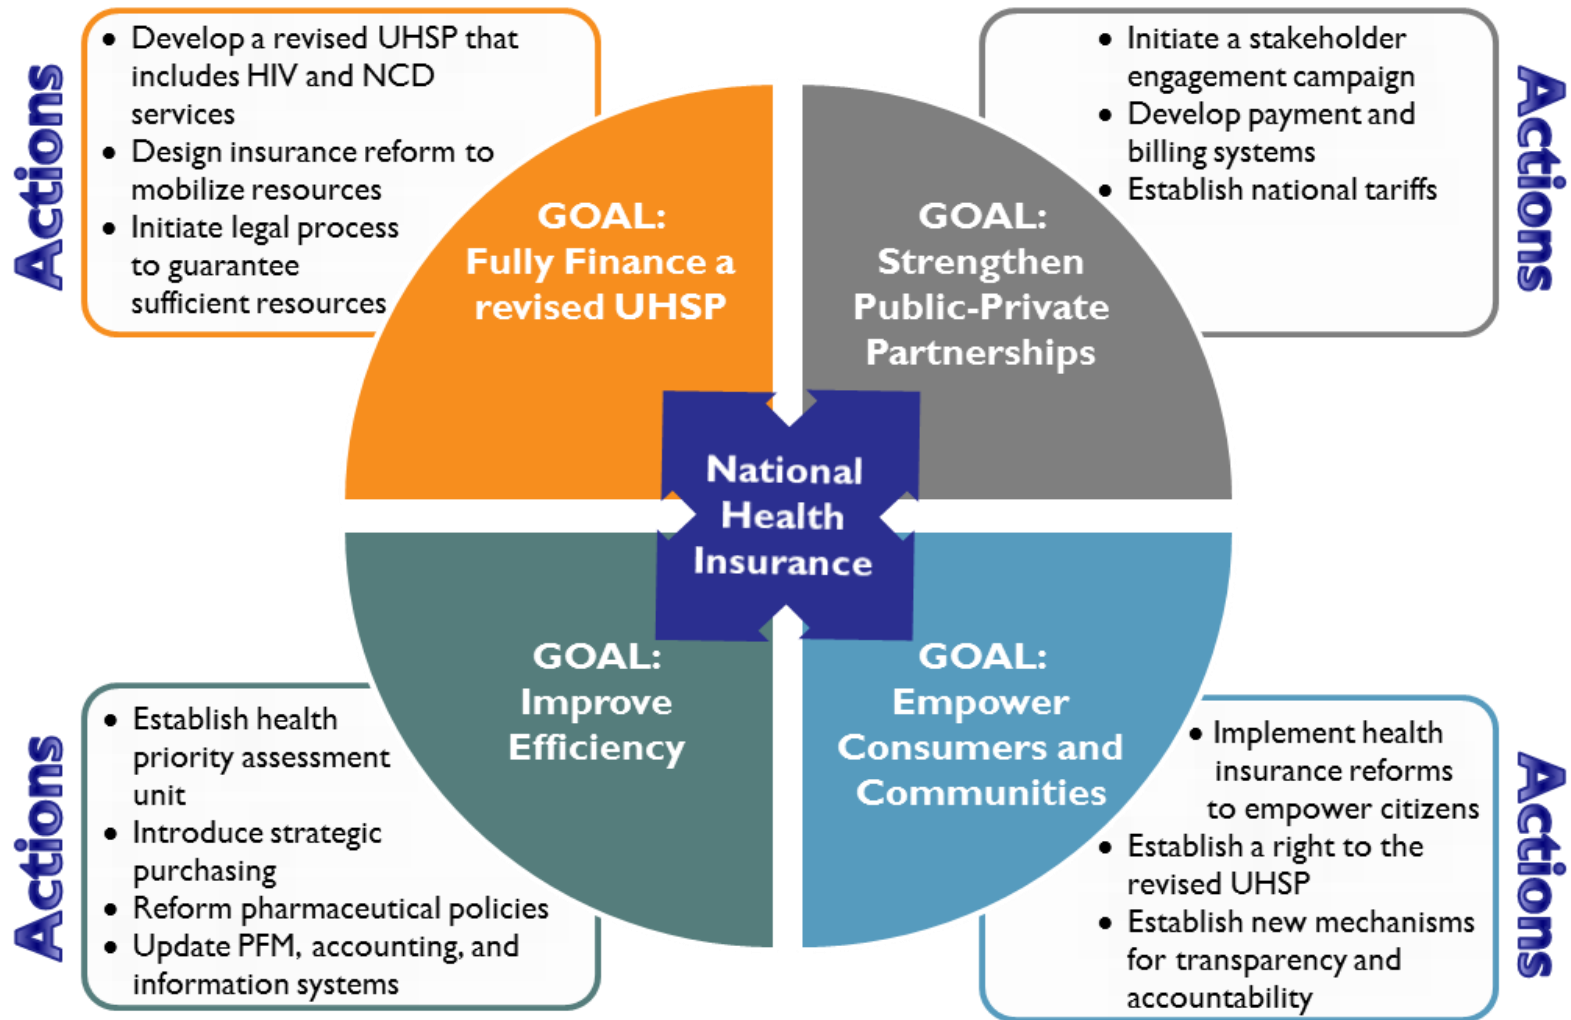 Actions
• Develop a revised UHSP that
includes HIV and NCD
services
• Design insurance reform to
mobilize resources
• Initiate legal process
to guarantee
sufficient resources
GOAL:
Fully Finance a
revised UHSP
GOAL:
Strengthen
Public-Private
Partnerships
• Initiate a stakeholder
engagement campaign
• Develop payment and
billing systems
• Establish national tariffs
Actions
National
Health
Insurance
Actions
• Establish health
priority assessment
unit
• Introduce strategic
purchasing
• Reform pharmaceutical policies
• Update PFM, accounting, and
information systems
GOAL:
Improve
Efficiency
GOAL:
Empower
Consumers and
Communities
• Implement health
insurance reforms
to empower citizens
• Establish a right to the
revised UHSP
• Establish new mechanisms
for transparency and
accountability
Actions